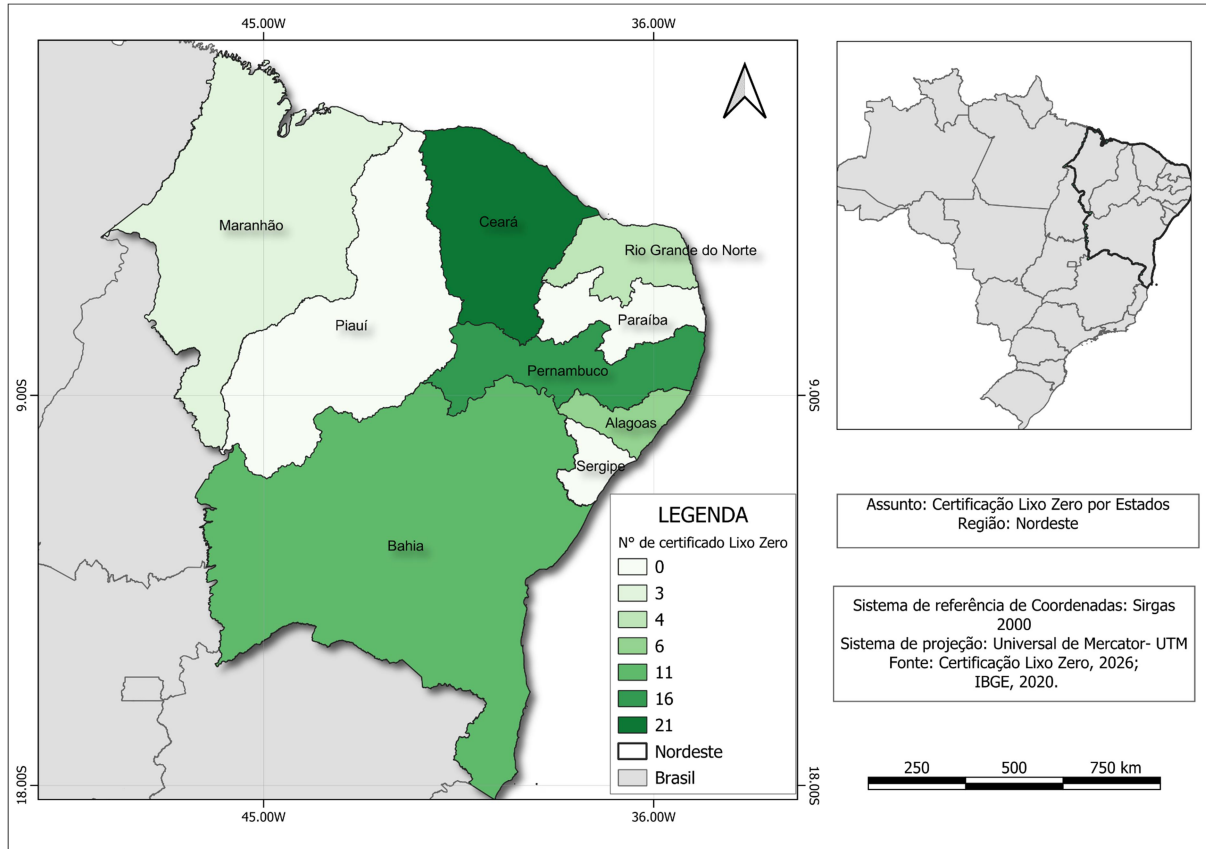 45.00W
36.00W
Maranhão
Ceará
Rio Grande do Norte
Piauí
Paraíba
Pernambuco
9.00S
9.00S
Alagoas
Sergipe
Bahia
LEGENDA
N° de certificado Lixo Zero
0
3
4
6
11
16
21
Nordeste
Brasil
18.00S
18.00S
45.00W
36.00W
Assunto: Certificação Lixo Zero por Estados
Região: Nordeste
Sistema de referência de Coordenadas: Sirgas
2000
Sistema de projeção: Universal de Mercator- UTM
Fonte: Certificação Lixo Zero, 2026;
IBGE, 2020.
250 500 750 km